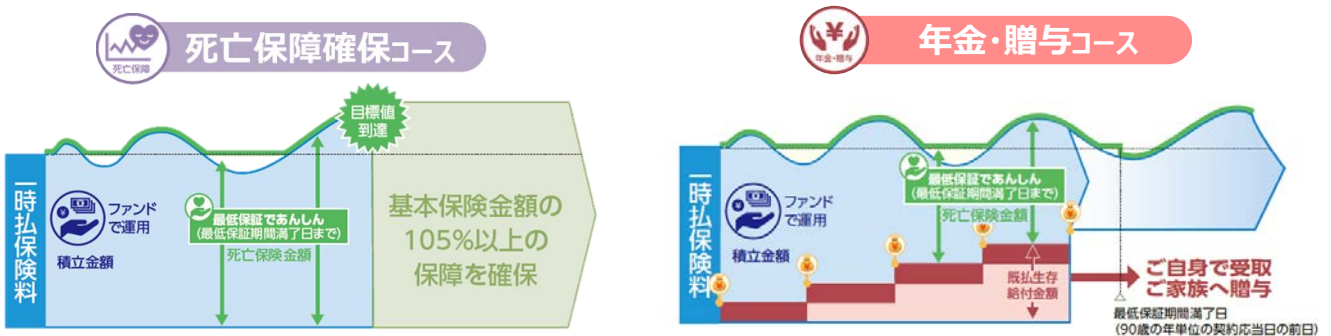 死亡保障
死亡保障確保コース
目標値
到達
一時払保険料
¥
ファンド
で運用
積立金額
最低保証であんしん
(最低保証期間満了日まで)
死亡保険金額
基本保険金額の
105%以上の
保障を確保
¥
年金・贈与
年金・贈与コース
一時払保険料
¥
ファンド
で運用
積立金額
最低保証であんしん
(最低保証期間満了日まで)
死亡保険金額
既払生存
給付金額
ご自身で受取
ご家族へ贈与
最低保証期間満了日
(90歳の年単位の契約応当日の前日)